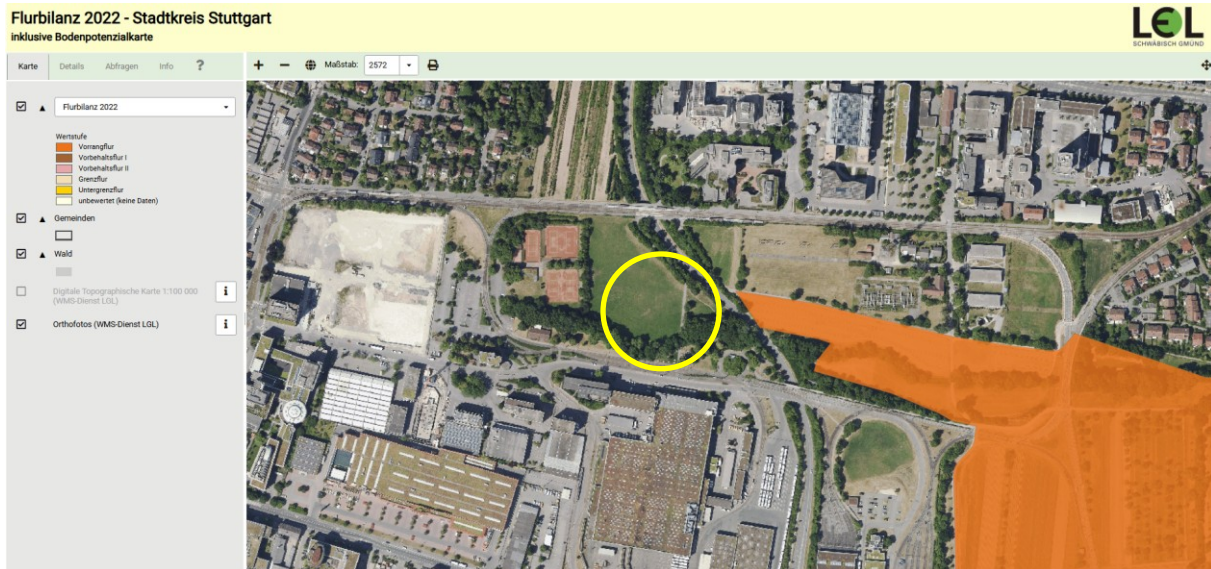 Flurbilanz 2022 - Stadtkreis Stuttgart
inklusive Bodenpotenzialkarte
LEL
SCHWÄBISCH GMÜND
Karte Details Abfragen Info ?
Maßstab: 2572
Flurbilanz 2022
Wertstufe
Vorrangflur
Vorbehaltsflur I
Vorbehaltsflur II
Grenzflur
Untergrenzflur
unbewertet (keine Daten)
Gemeinden
Wald
Digitale Topographische Karte 1:100 000
(WMS-Dienst LGL)
i
Orthofotos (WMS-Dienst LGL)
i